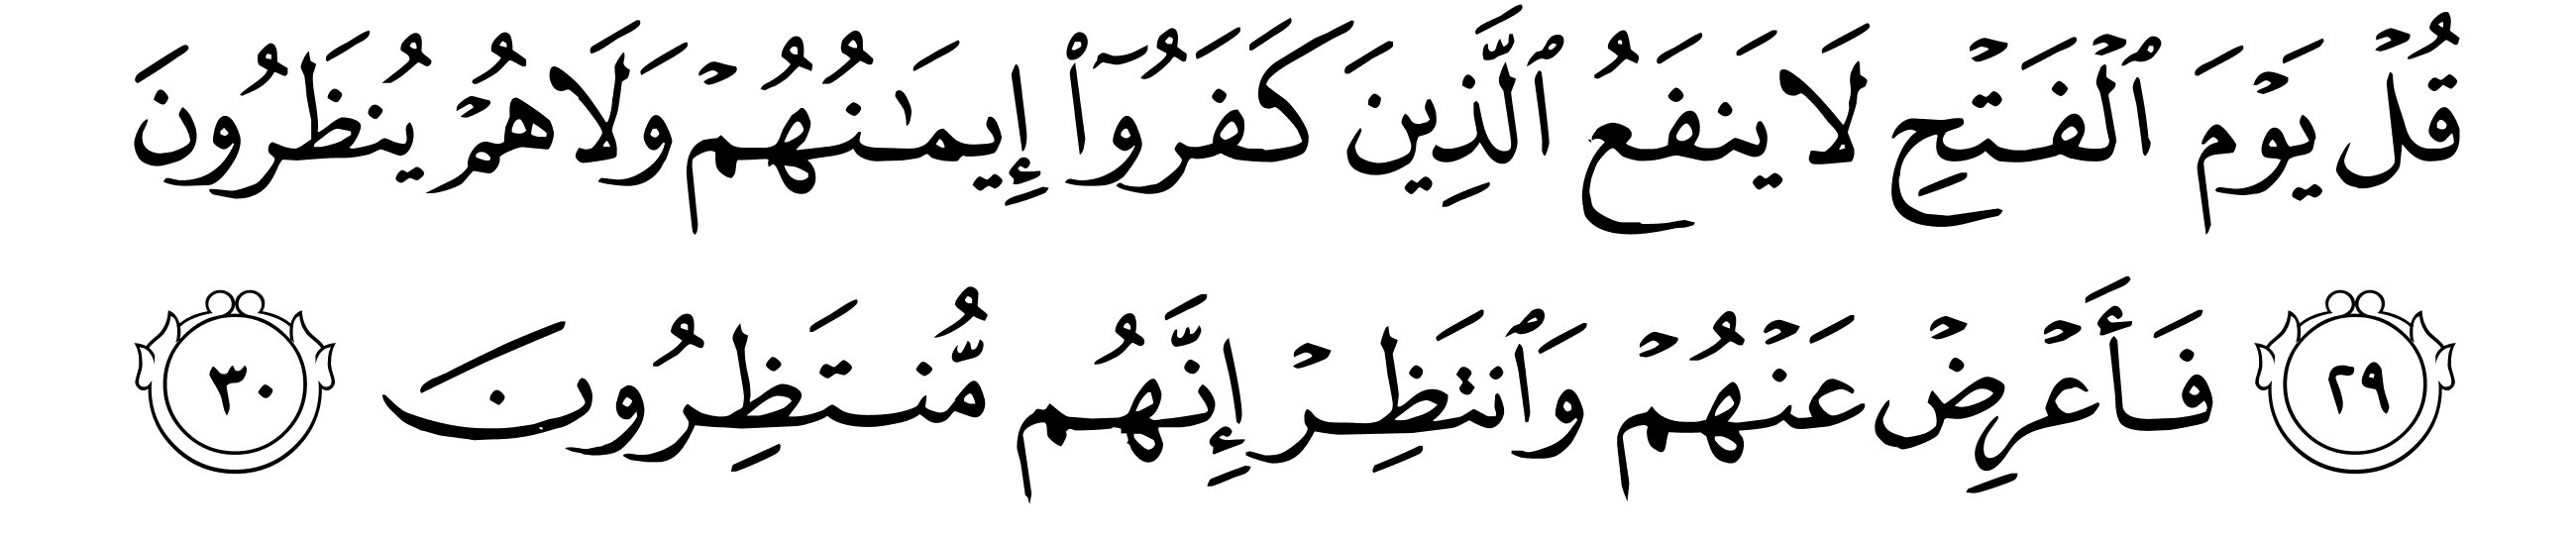 قُلْ يَوْمَ ٱلْفَتْحِ لَا يَنفَعُ ٱلَّذِينَ كَفَرُوٓا۟ إِيمَـٰنُهُمْ وَلَا هُمْ يُنظَرُونَ
٢٩ فَأَعْرِضْ عَنْهُمْ وَٱنتَظِرْ إِنَّهُم مُّنتَظِرُونَ ٣٠